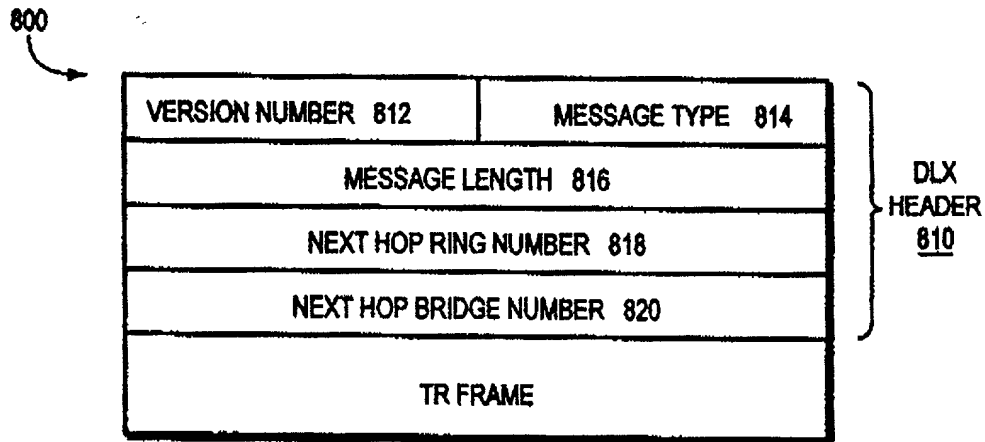 800
VERSION NUMBER 812 MESSAGE TYPE 814
MESSAGE LENGTH 816
DLX
HEADER
810
NEXT HOP RING NUMBER 818
NEXT HOP BRIDGE NUMBER 820
TR FRAME